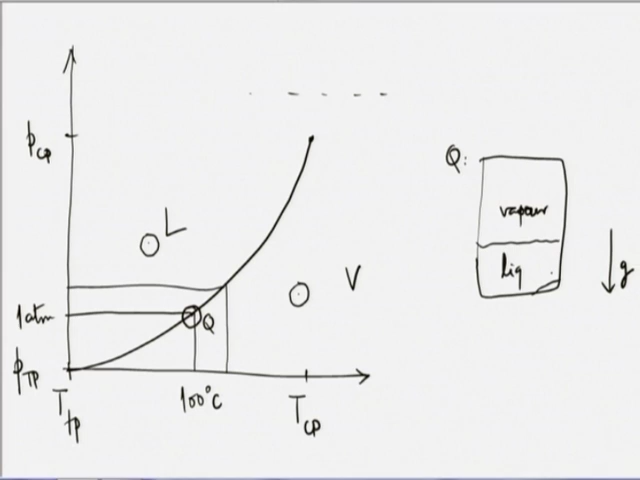 P_CP
L
1atm
Q
V
P_TP
T_tp
100°C
T_CP
Q:
vapour
liq
g